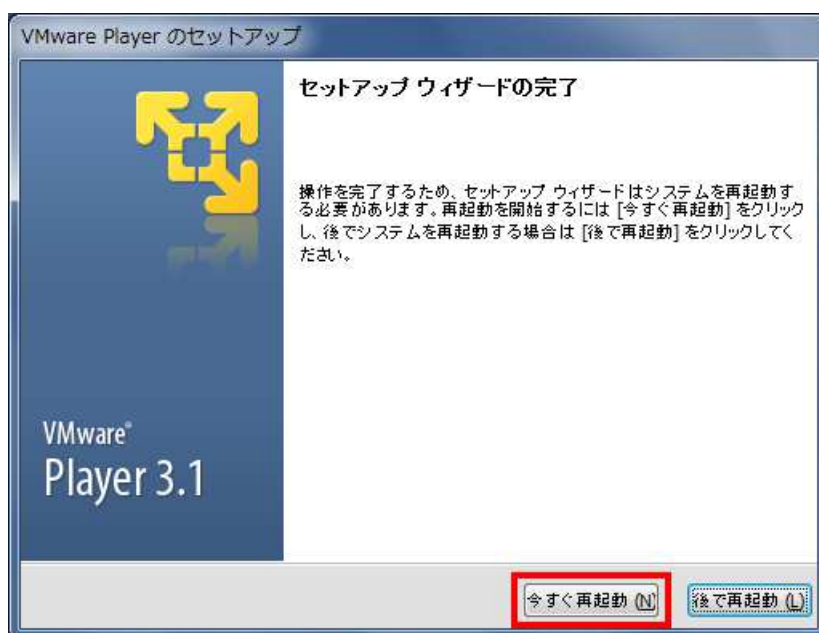 VMware Player のセットアップ
セットアップ ウィザードの完了
操作を完了するため、セットアップ ウィザードはシステムを再起動す
る必要があります。再起動を開始するには [今すぐ再起動] をクリック
し、後でシステムを再起動する場合は [後で再起動] をクリックしてく
ださい。
VMware®
Player 3.1
今すぐ再起動 (N)
後で再起動 (L)